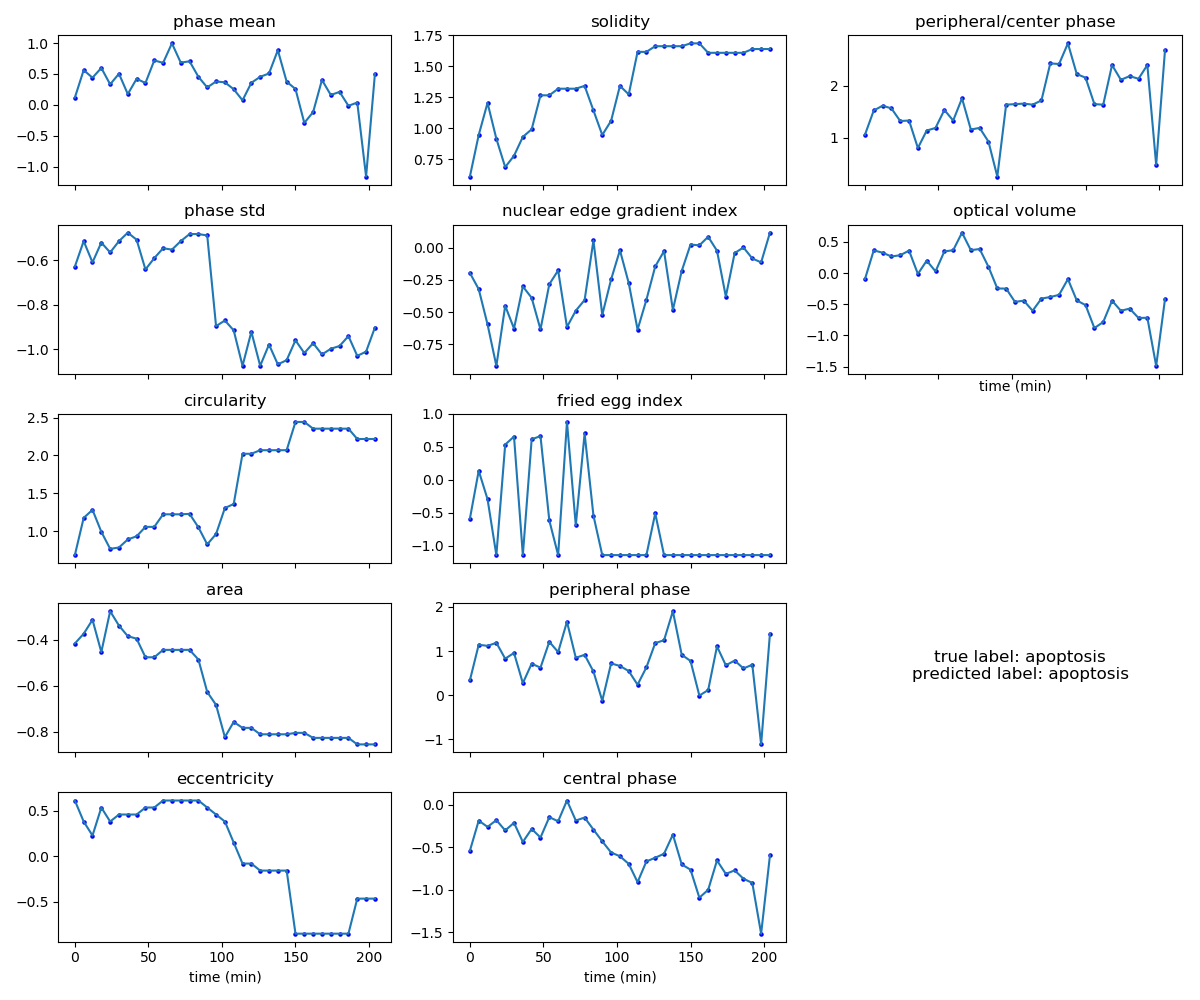 phase mean
1.0
0.5
0.0
−0.5
−1.0
solidity
1.75
1.50
1.25
1.00
0.75
peripheral/center phase
2
1
phase std
−0.6
−0.8
−1.0
nuclear edge gradient index
0.00
−0.25
−0.50
−0.75
optical volume
0.5
0.0
−0.5
−1.0
−1.5
time (min)
circularity
2.5
2.0
1.5
1.0
fried egg index
1.0
0.5
0.0
−0.5
−1.0
area
−0.4
−0.6
−0.8
peripheral phase
2
1
0
−1
true label: apoptosis
predicted label: apoptosis
eccentricity
0.5
0.0
−0.5
0 50 100 150 200
time (min)
central phase
0.0
−0.5
−1.0
−1.5
0 50 100 150 200
time (min)